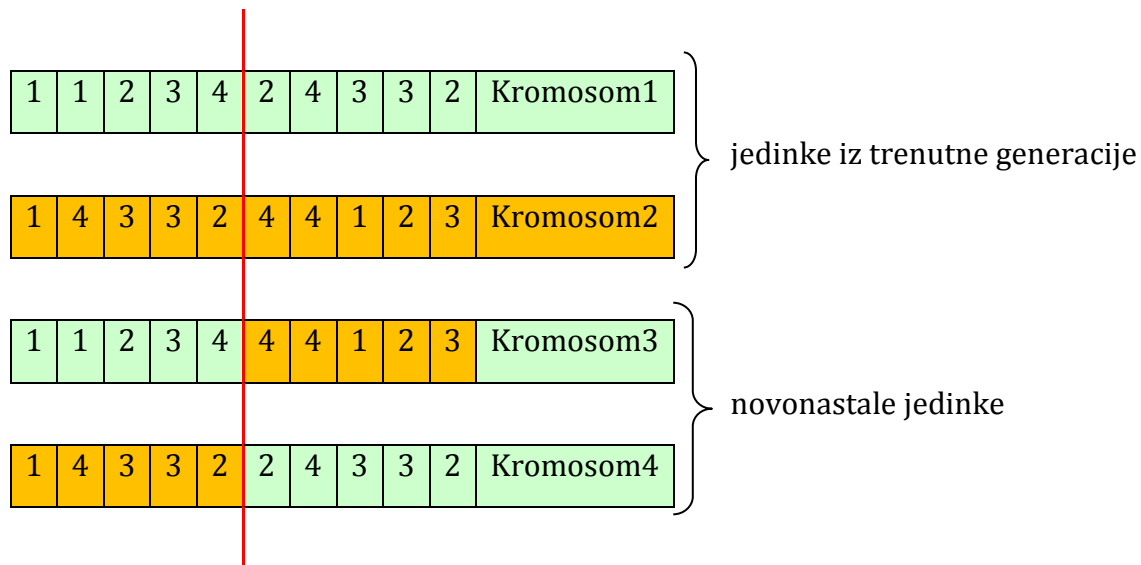 1 1 2 3 4 2 4 3 3 2 Kromosom1
jedinke iz trenutne generacije
1 4 3 3 2 4 4 1 2 3 Kromosom2
1 1 2 3 4 4 4 1 2 3 Kromosom3
novonastale jedinke
1 4 3 3 2 2 4 3 3 2 Kromosom4